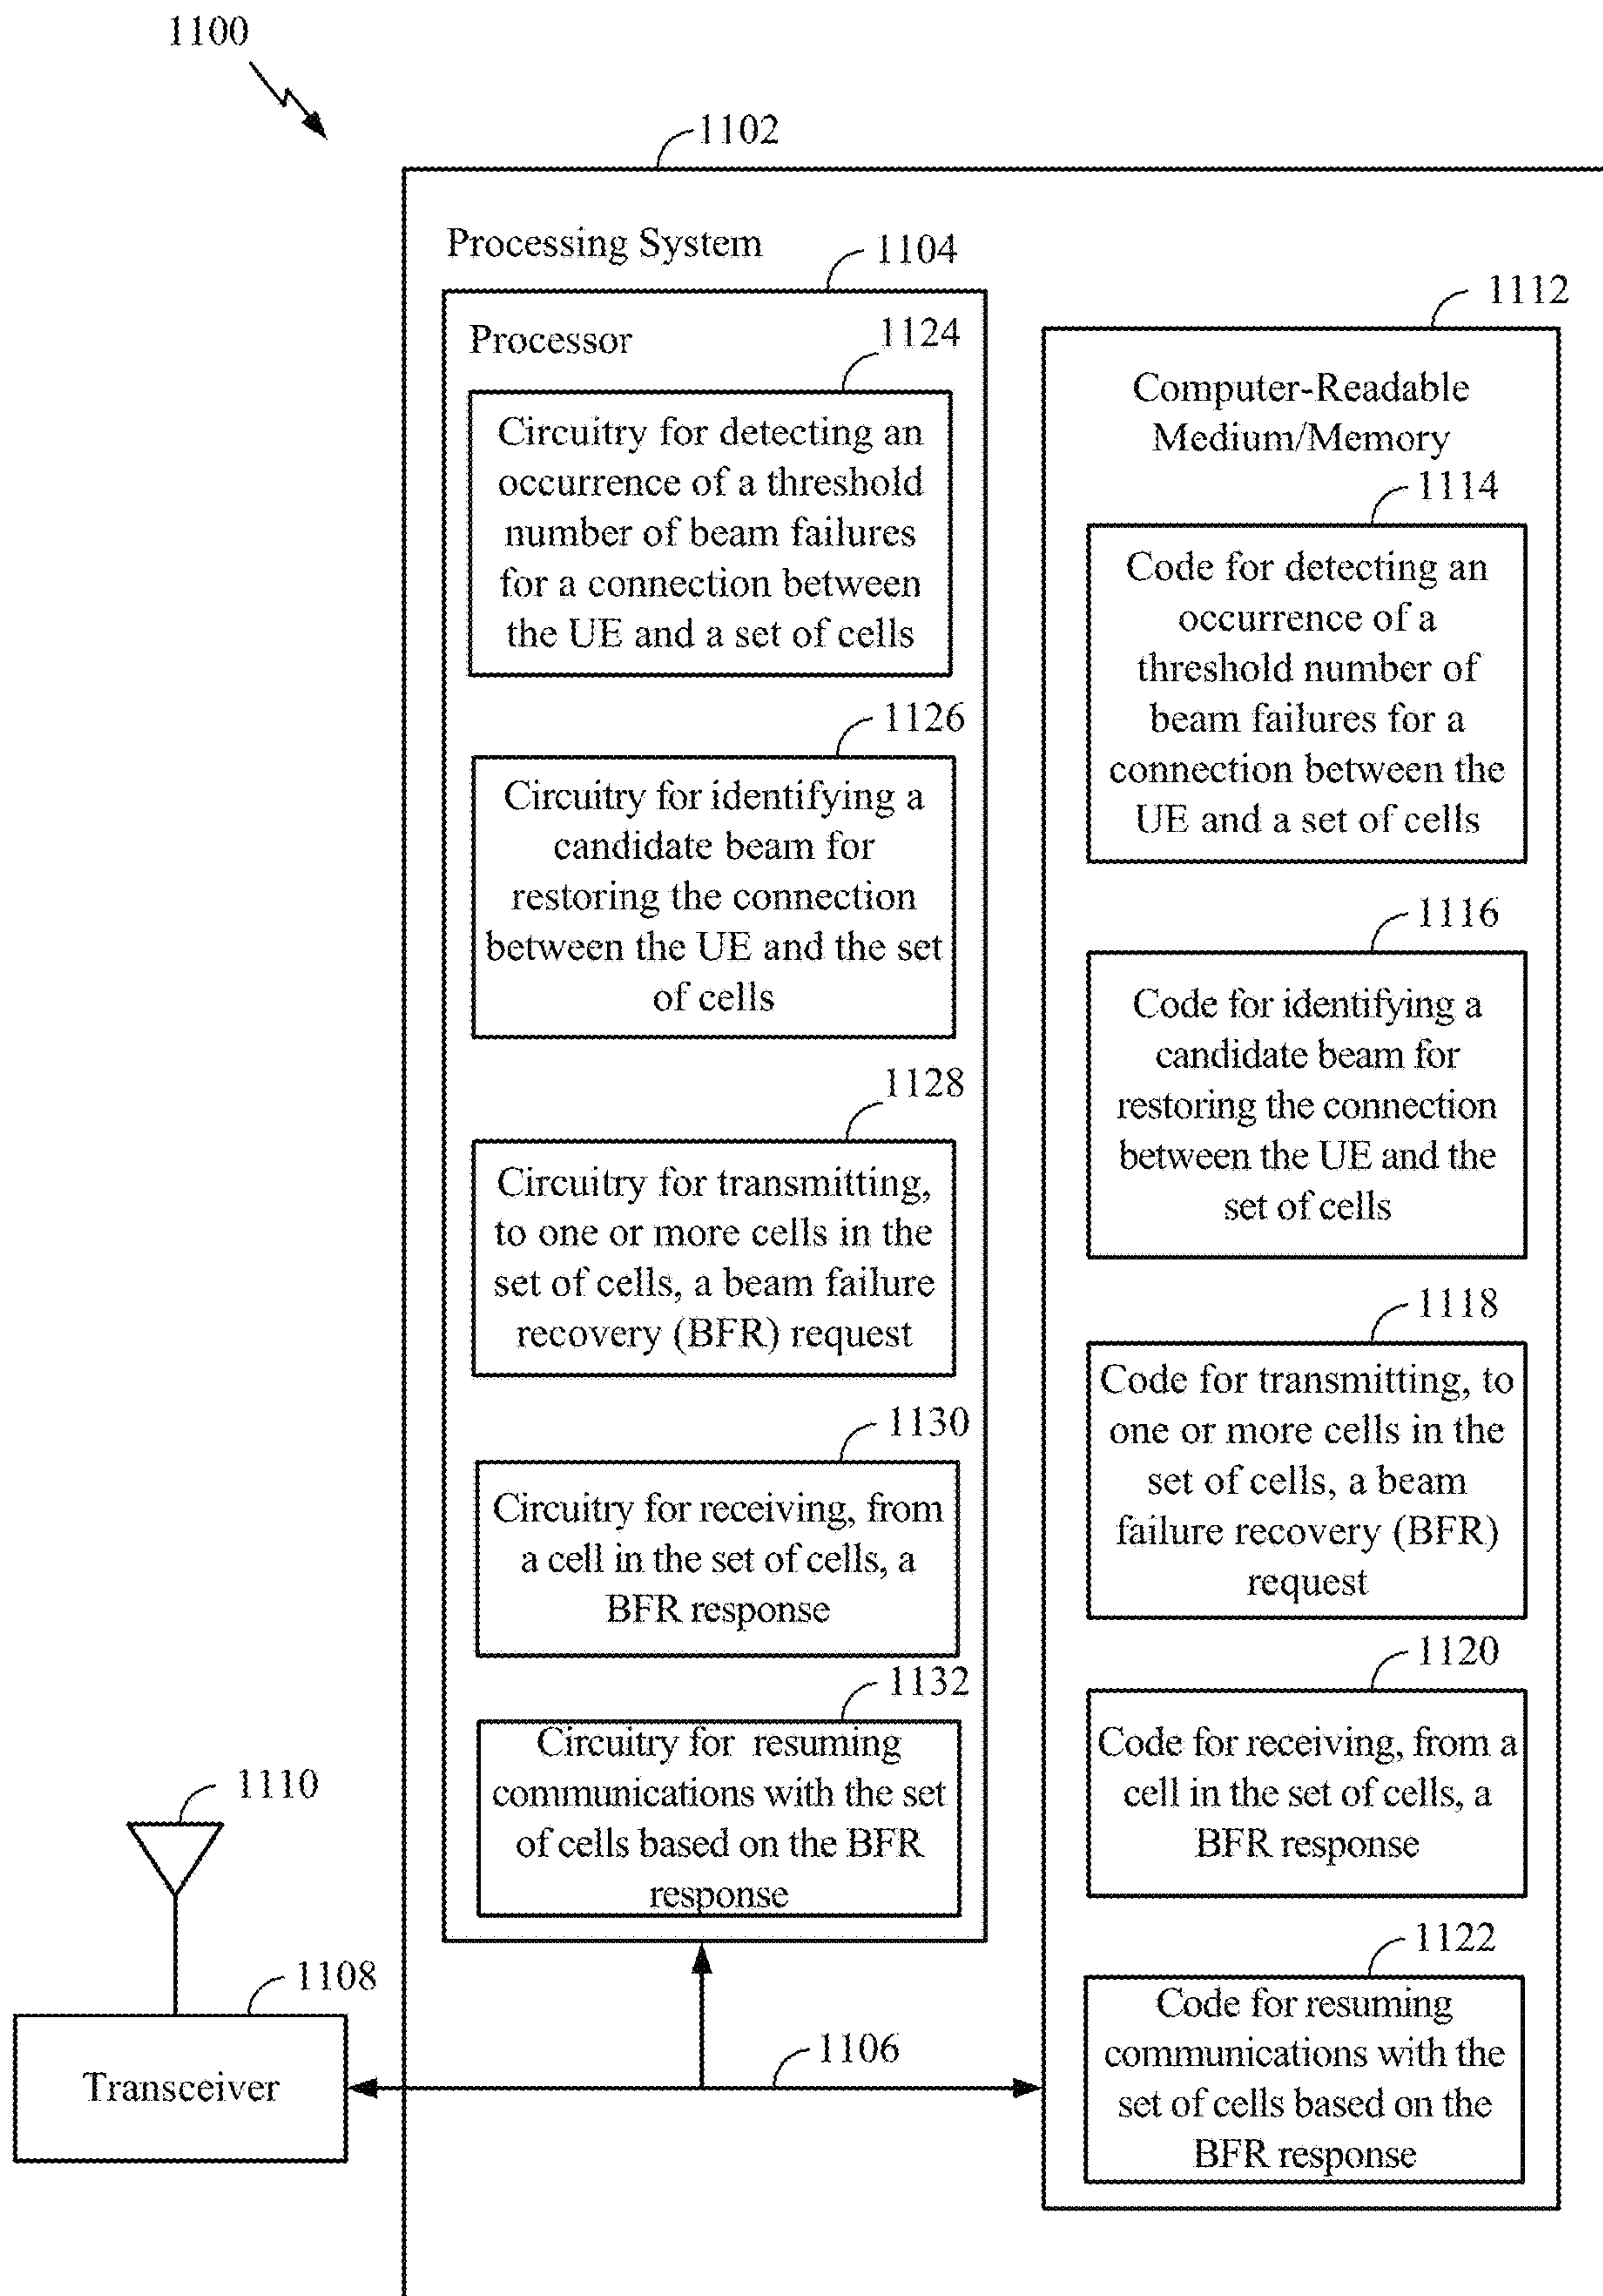 1100
1102
Processing System
1104
Processor
1124
Circuitry for detecting an
occurrence of a threshold
number of beam failures
for a connection between
the UE and a set of cells
1126
Circuitry for identifying a
candidate beam for
restoring the connection
between the UE and the set
of cells
1128
Circuitry for transmitting,
to one or more cells in the
set of cells, a beam failure
recovery (BFR) request
1130
Circuitry for receiving, from
a cell in the set of cells, a
BFR response
1132
Circuitry for resuming
communications with the set
of cells based on the BFR
response
1112
Computer-Readable
Medium/Memory
1114
Code for detecting an
occurrence of a
threshold number of
beam failures for a
connection between the
UE and a set of cells
1116
Code for identifying a
candidate beam for
restoring the connection
between the UE and the
set of cells
1118
Code for transmitting, to
one or more cells in the
set of cells, a beam
failure recovery (BFR)
request
1120
Code for receiving, from a
cell in the set of cells, a
BFR response
1122
Code for resuming
communications with the
set of cells based on the
BFR response
1110
1108
Transceiver
1106